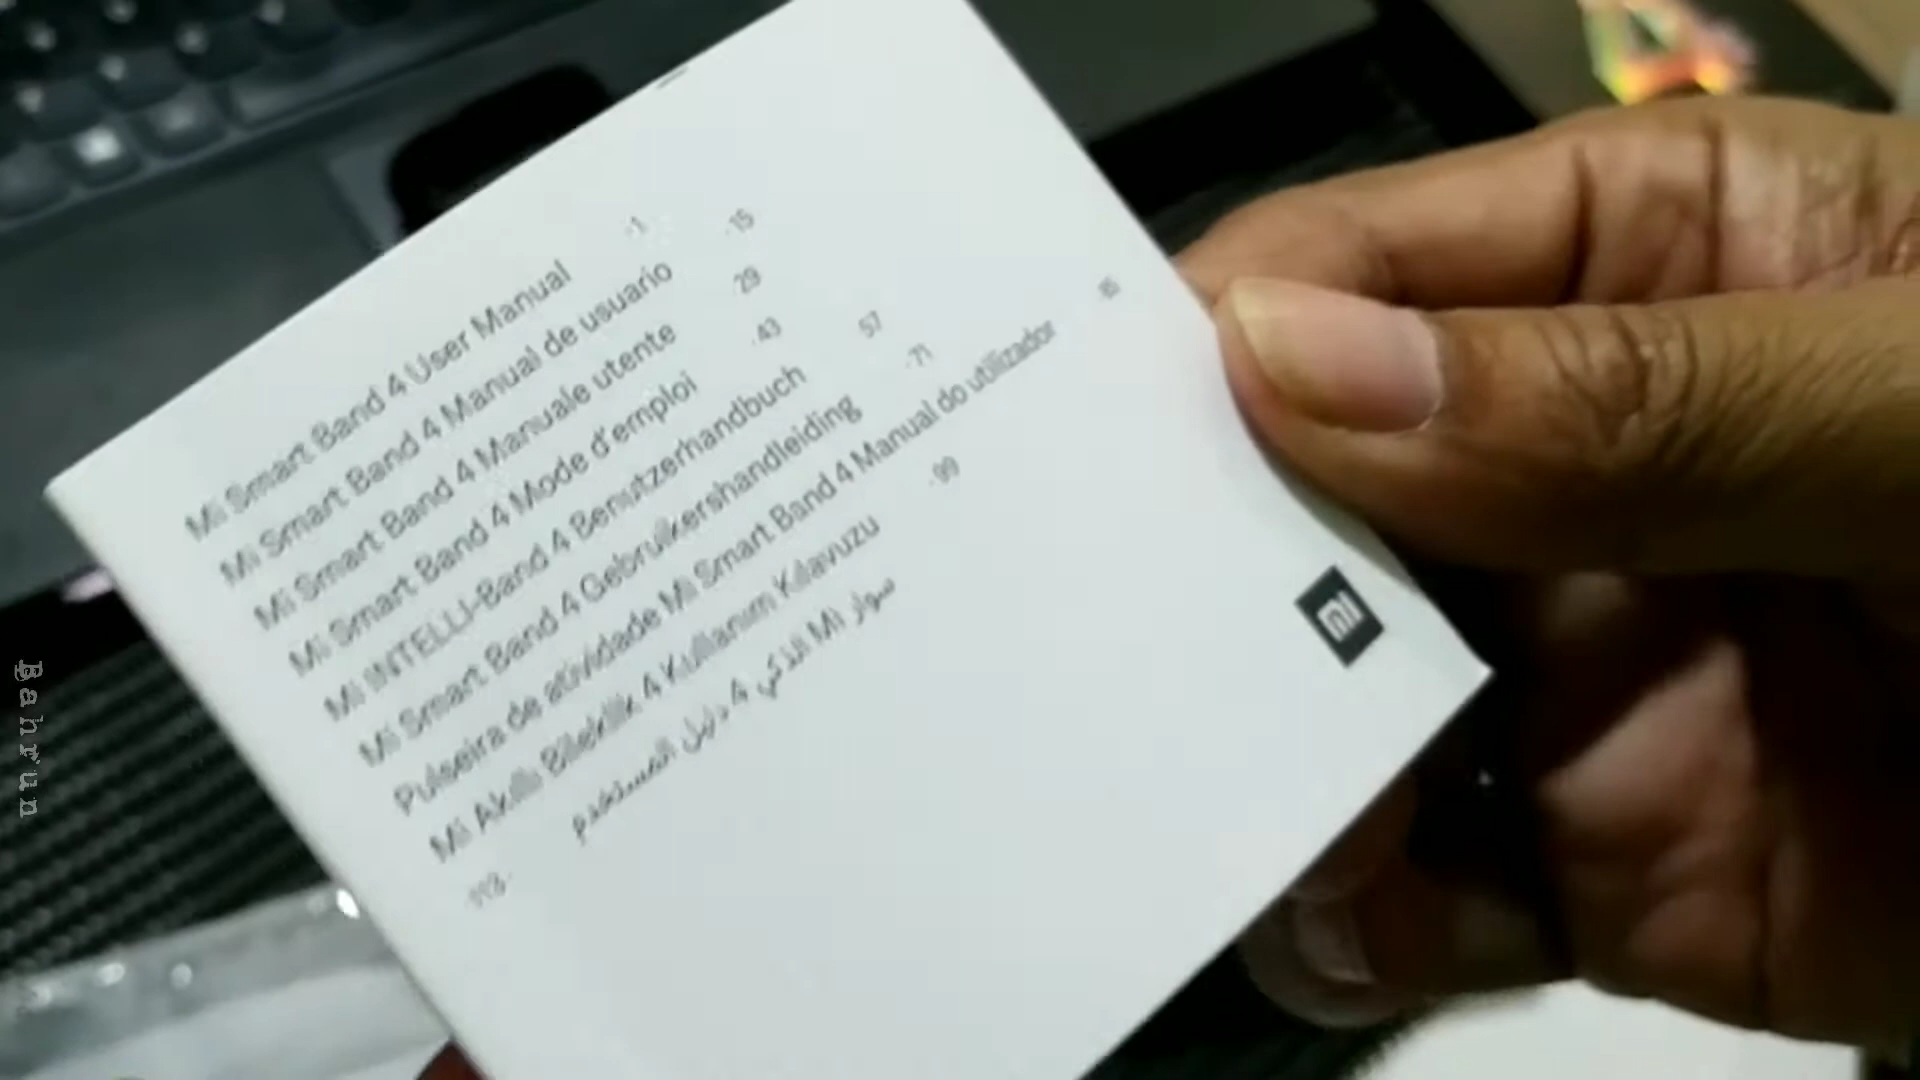 Mi Smart Band 4 User Manual · 1
Mi Smart Band 4 Manual de usuario · 15
Mi Smart Band 4 Manuale utente 29
Mi Smart Band 4 Mode d'emploi · 43
Mi INTELLI-Band 4 Benutzerhandbuch 57
Mi Smart Band 4 Gebruikershandleiding · 71
Pulseira de atividade Mi Smart Band 4 Manual do utilizador
Mi Akıllı Bileklik 4 Kullanım Kılavuzu · 99
سوار Mi الذكي 4 دليل المستخدم
· 113 ·
mi
Bahrun